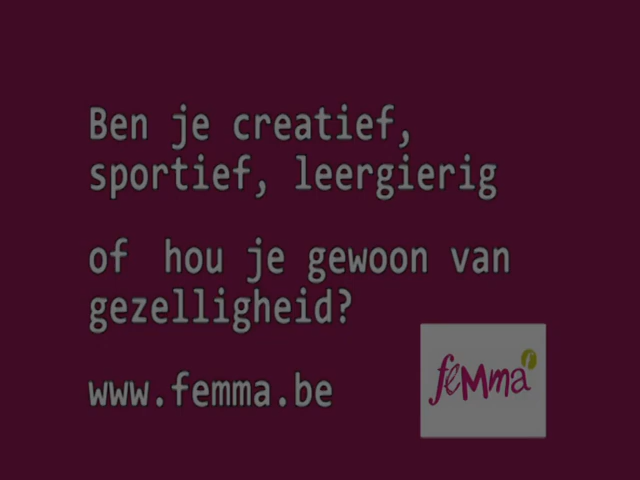 Ben je creatief,
sportief, leergierig
of hou je gewoon van
gezelligheid?
www.femma.be
feMma